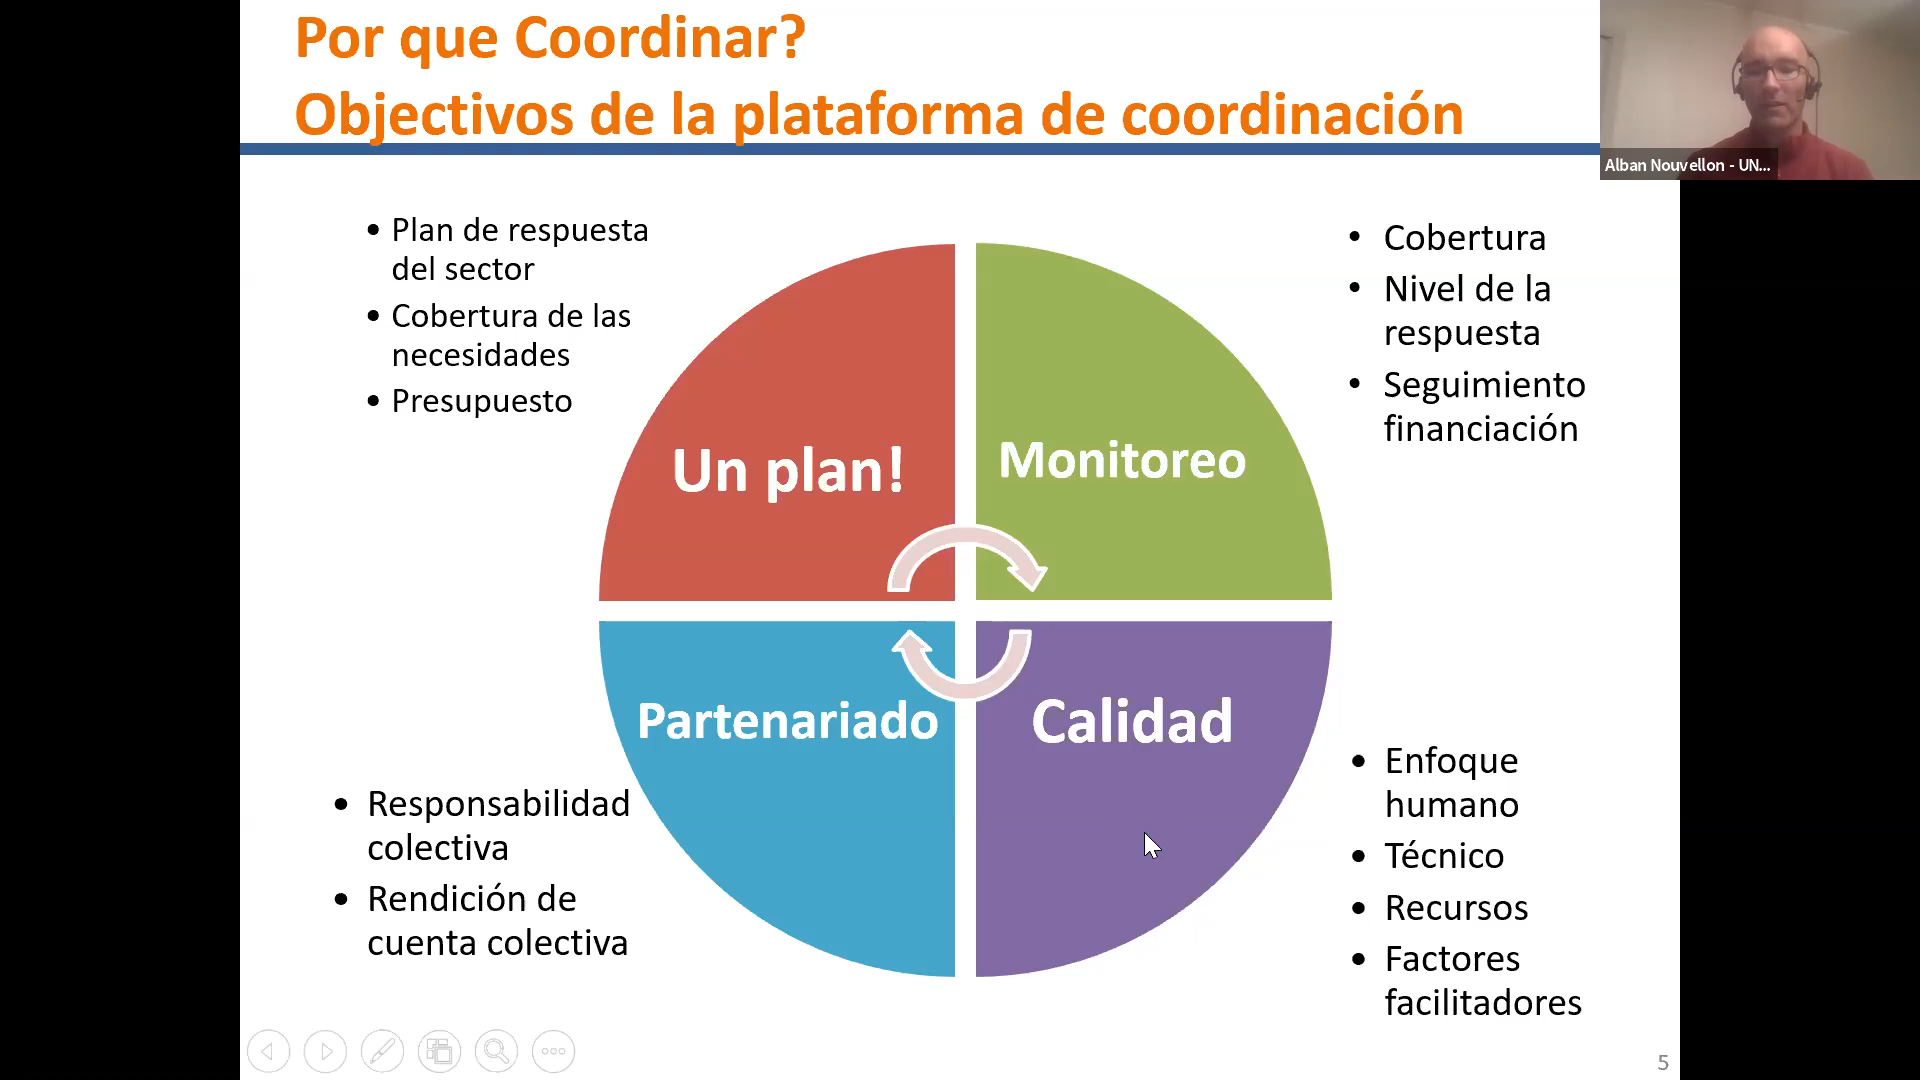 Por que Coordinar?
Objectivos de la plataforma de coordinación
Alban Nouvellon - UN...
• Plan de respuesta
del sector
• Cobertura de las
necesidades
• Presupuesto
• Cobertura
• Nivel de la
respuesta
• Seguimiento
financiación
Un plan!
Monitoreo
Partenariado
Calidad
• Responsabilidad
colectiva
• Rendición de
cuenta colectiva
• Enfoque
humano
• Técnico
• Recursos
• Factores
facilitadores
5